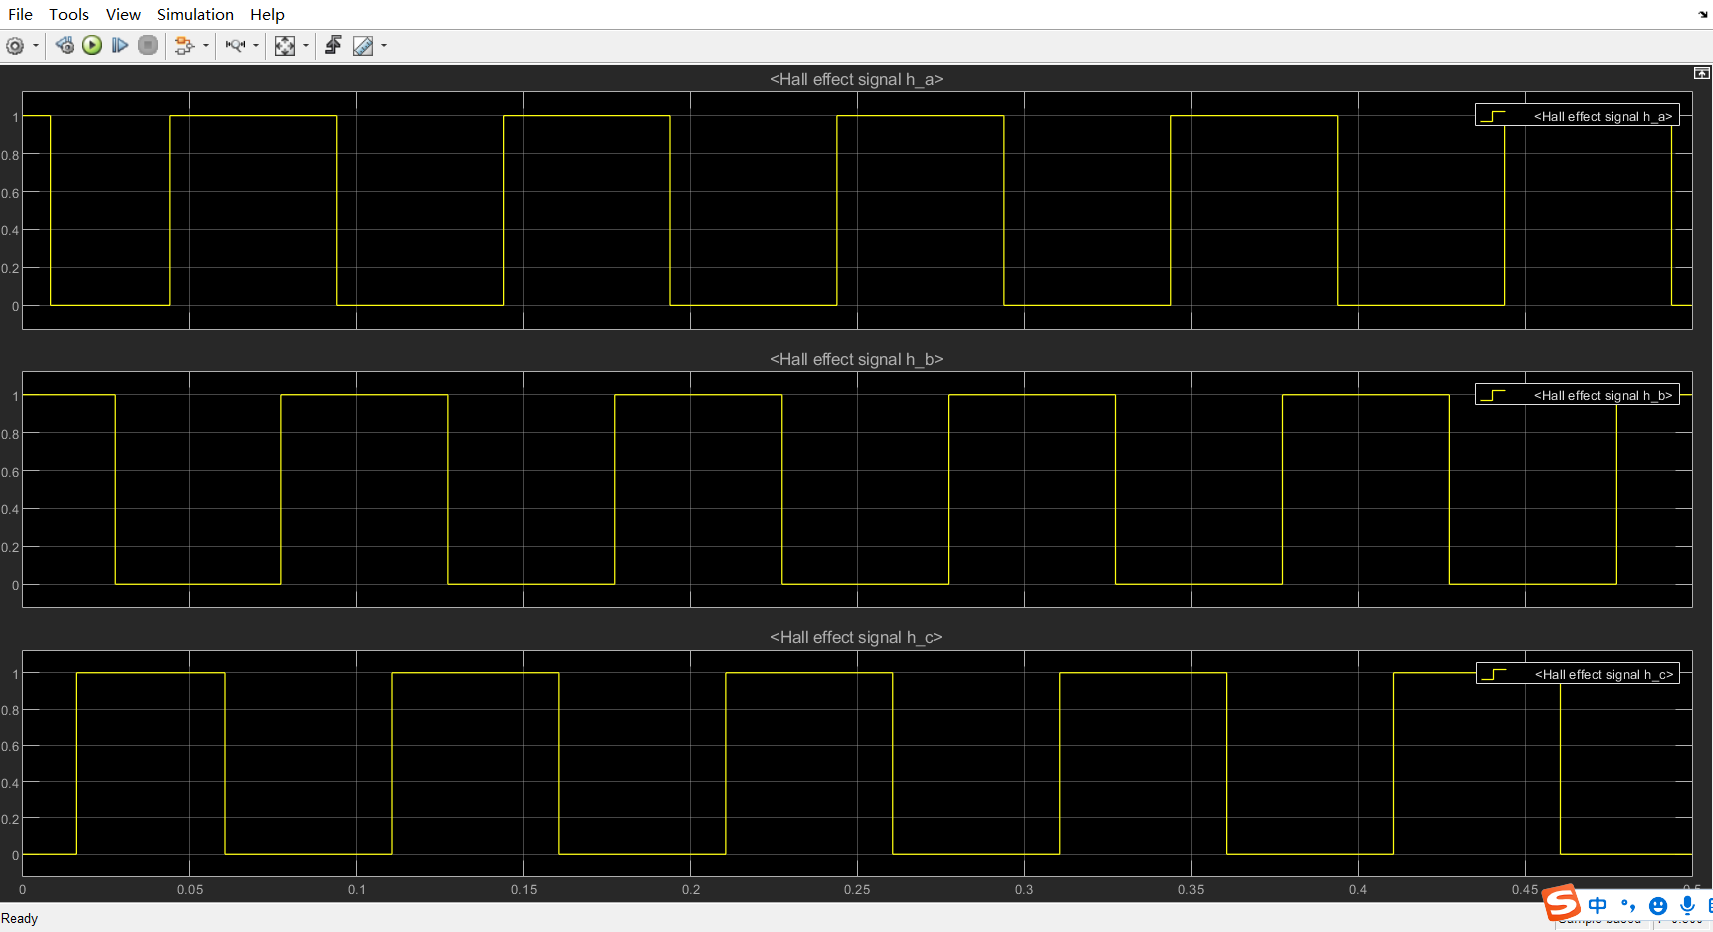 File Tools View Simulation Help
<Hall effect signal h_a>
<Hall effect signal h_a>
1
0.8
0.6
0.4
0.2
0
<Hall effect signal h_b>
<Hall effect signal h_b>
1
0.8
0.6
0.4
0.2
0
<Hall effect signal h_c>
<Hall effect signal h_c>
1
0.8
0.6
0.4
0.2
0
0 0.05 0.1 0.15 0.2 0.25 0.3 0.35 0.4 0.45
S 中
Ready